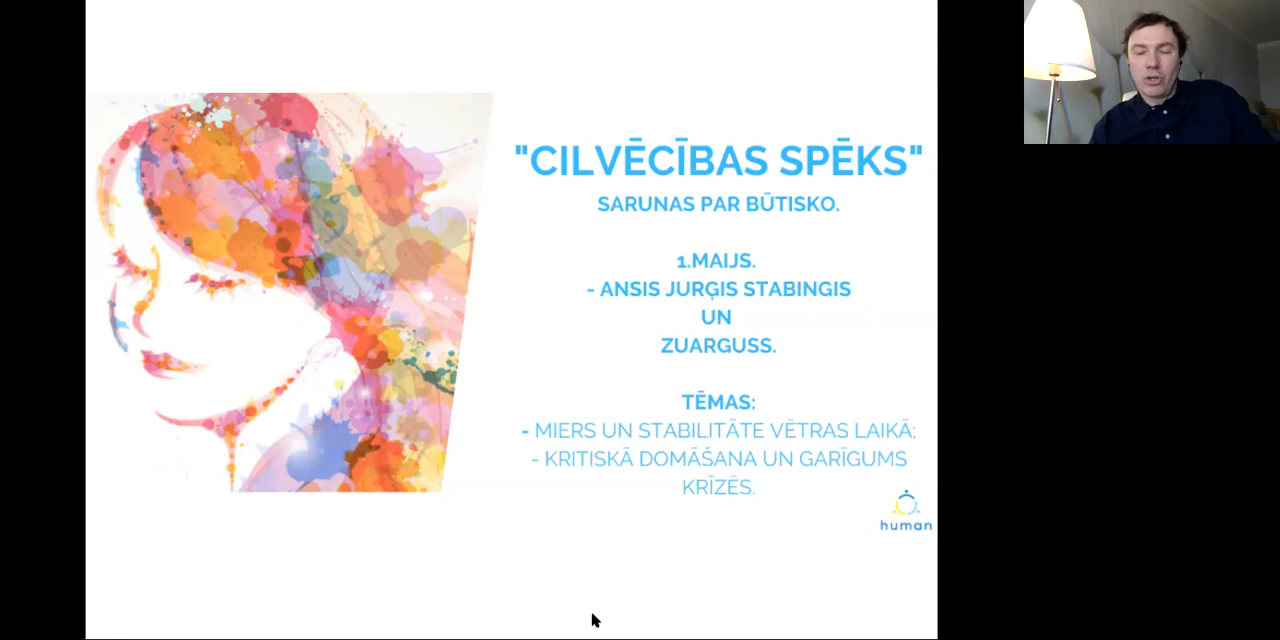 "CILVĒCĪBAS SPĒKS"
SARUNAS PAR BŪTISKO.
1.MAIJS.
- ANSIS JURĢIS STABINGIS
UN
ZUARGUSS.
TĒMAS:
- MIERS UN STABILITĀTE VĒTRAS LAIKĀ;
- KRITISKĀ DOMĀŠANA UN GARĪGUMS
KRĪZĒS.
human